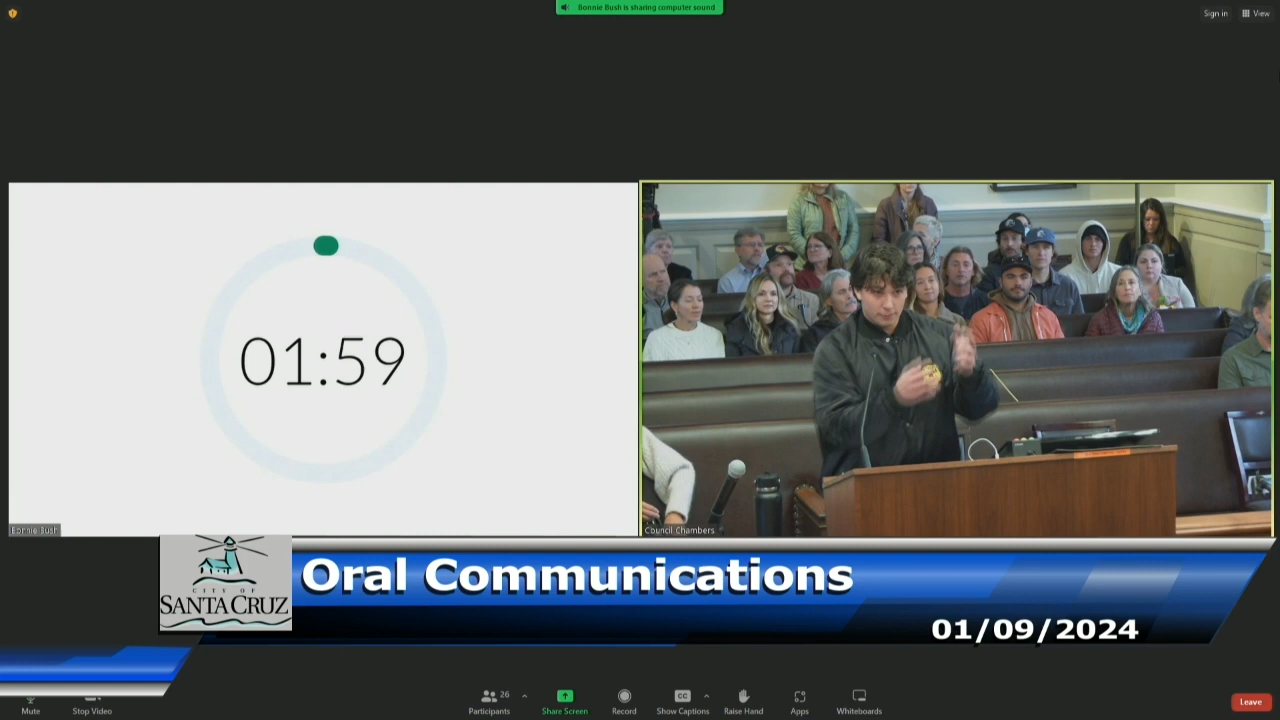 Bonnie Bush is sharing computer sound
Sign in
View
01:59
Bonnie Bush
Council Chambers
CITY OF
SANTA CRUZ
Oral Communications
01/09/2024
Mute
Stop Video
Participants
26
Share Screen
Record
CC
Show Captions
Raise Hand
Apps
Whiteboards
Leave